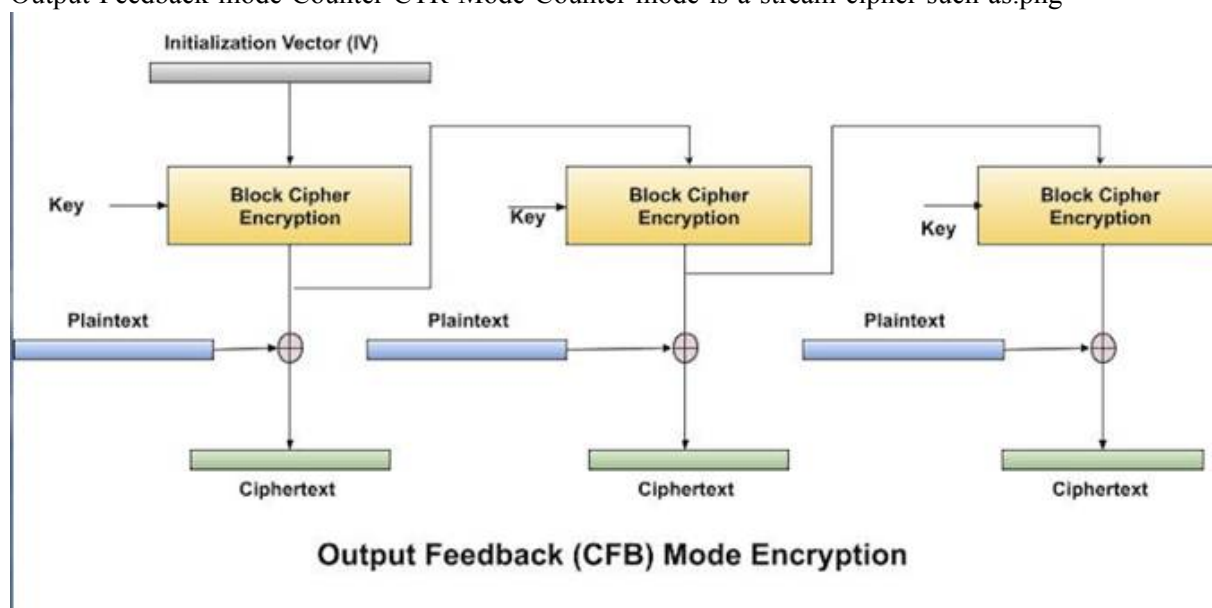 Output Feedback mode Counter CTR Mode Counter mode is a stream cipher such as.png
Initialization Vector (IV)
Key
Block Cipher
Encryption
Key
Block Cipher
Encryption
Key
Block Cipher
Encryption
Plaintext
Plaintext
Plaintext
Ciphertext
Ciphertext
Ciphertext
Output Feedback (CFB) Mode Encryption